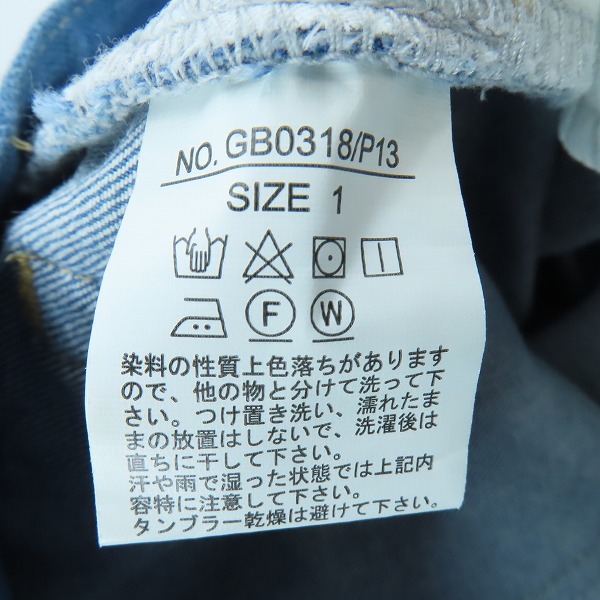 NO. GB0318/P13
SIZE 1
F W
染料の性質上色落ちがあります
ので、他の物と分けて洗って下
さい。つけ置き洗い、濡れたま
まの放置はしないで、洗濯後は
直ちに干して下さい。
汗や雨で湿った状態では上記内
容特に注意して下さい。
タンブラー乾燥は避けて下さい。